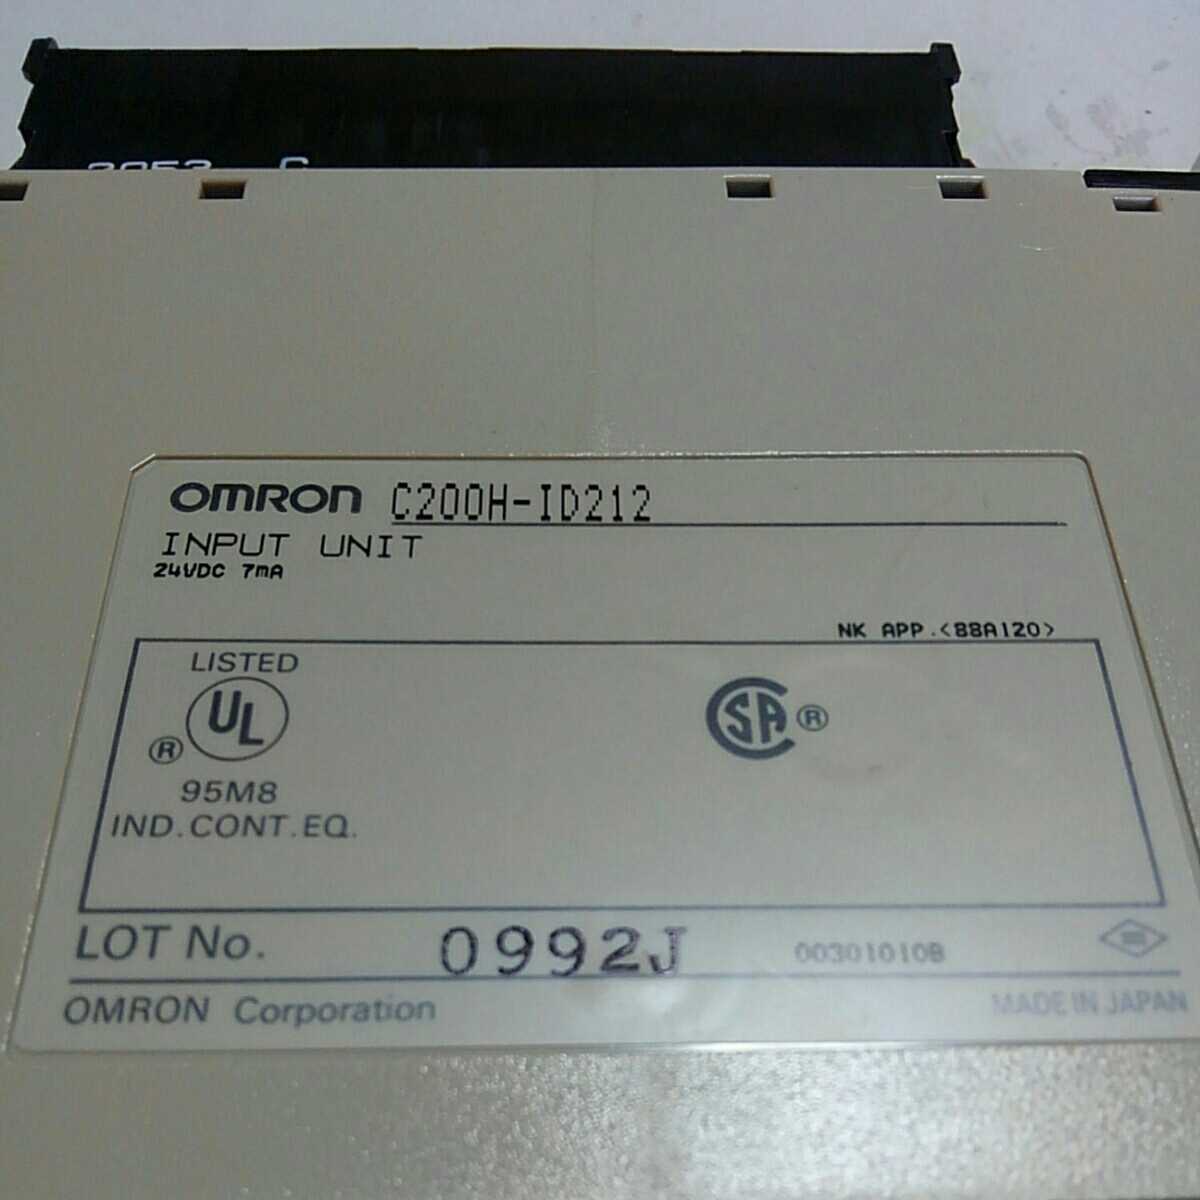 OMRON C200H-ID212
INPUT UNIT
24VDC 7mA
NK APP.<88A120>
LISTED
UL
®
95M8
IND.CONT.EQ.
SA ®
LOT No. 0992J 00301010B
OMRON Corporation MADE IN JAPAN